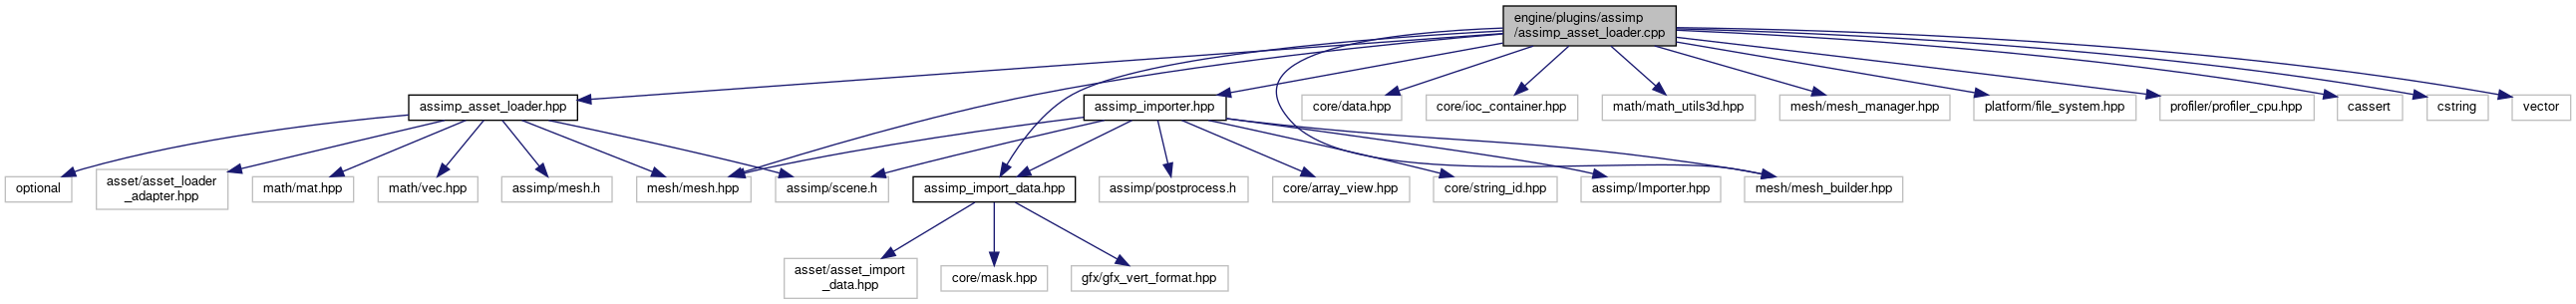 engine/plugins/assimp
/assimp_asset_loader.cpp
assimp_asset_loader.hpp
assimp_importer.hpp
core/data.hpp
core/ioc_container.hpp
math/math_utils3d.hpp
mesh/mesh_manager.hpp
platform/file_system.hpp
profiler/profiler_cpu.hpp
cassert
cstring
vector
optional
asset/asset_loader
_adapter.hpp
math/mat.hpp
math/vec.hpp
assimp/mesh.h
mesh/mesh.hpp
assimp/scene.h
assimp_import_data.hpp
assimp/postprocess.h
core/array_view.hpp
core/string_id.hpp
assimp/Importer.hpp
mesh/mesh_builder.hpp
asset/asset_import
_data.hpp
core/mask.hpp
gfx/gfx_vert_format.hpp